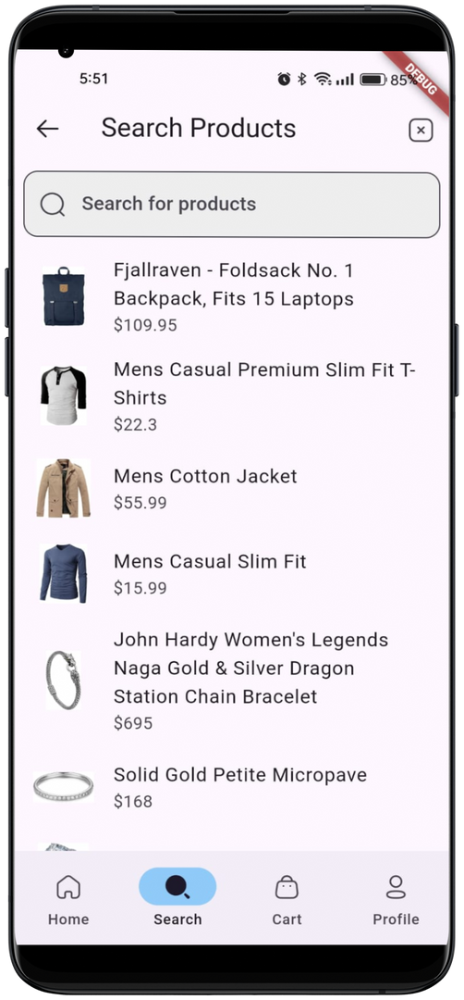 5:51
85%
DEBUG
Search Products
Search for products
Fjallraven - Foldsack No. 1
Backpack, Fits 15 Laptops
$109.95
Mens Casual Premium Slim Fit T-
Shirts
$22.3
Mens Cotton Jacket
$55.99
Mens Casual Slim Fit
$15.99
John Hardy Women's Legends
Naga Gold & Silver Dragon
Station Chain Bracelet
$695
Solid Gold Petite Micropave
$168
Home
Search
Cart
Profile